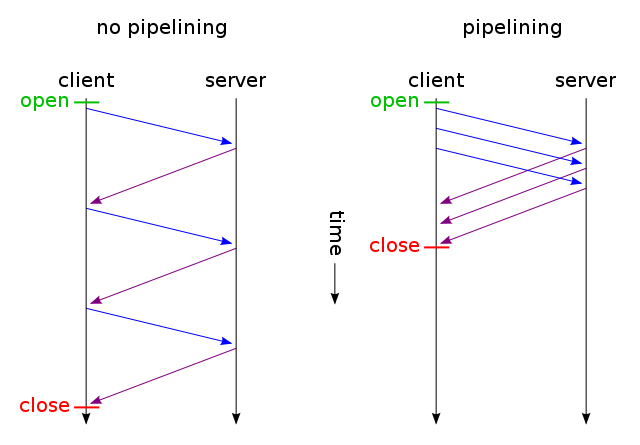 no pipelining
client
server
open
close
time
pipelining
client
server
open
close